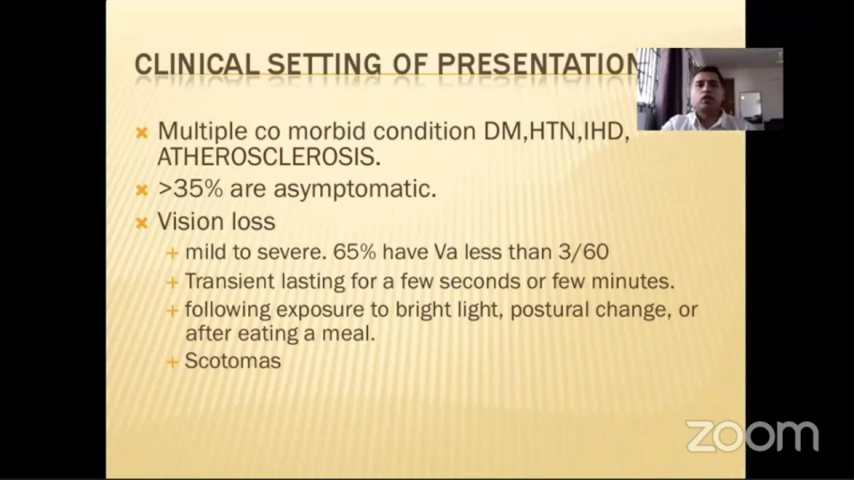 CLINICAL SETTING OF PRESENTATION
Multiple co morbid condition DM,HTN,IHD,
ATHEROSCLEROSIS.
>35% are asymptomatic.
Vision loss
mild to severe. 65% have Va less than 3/60
Transient lasting for a few seconds or few minutes.
following exposure to bright light, postural change, or
after eating a meal.
Scotomas
zoom